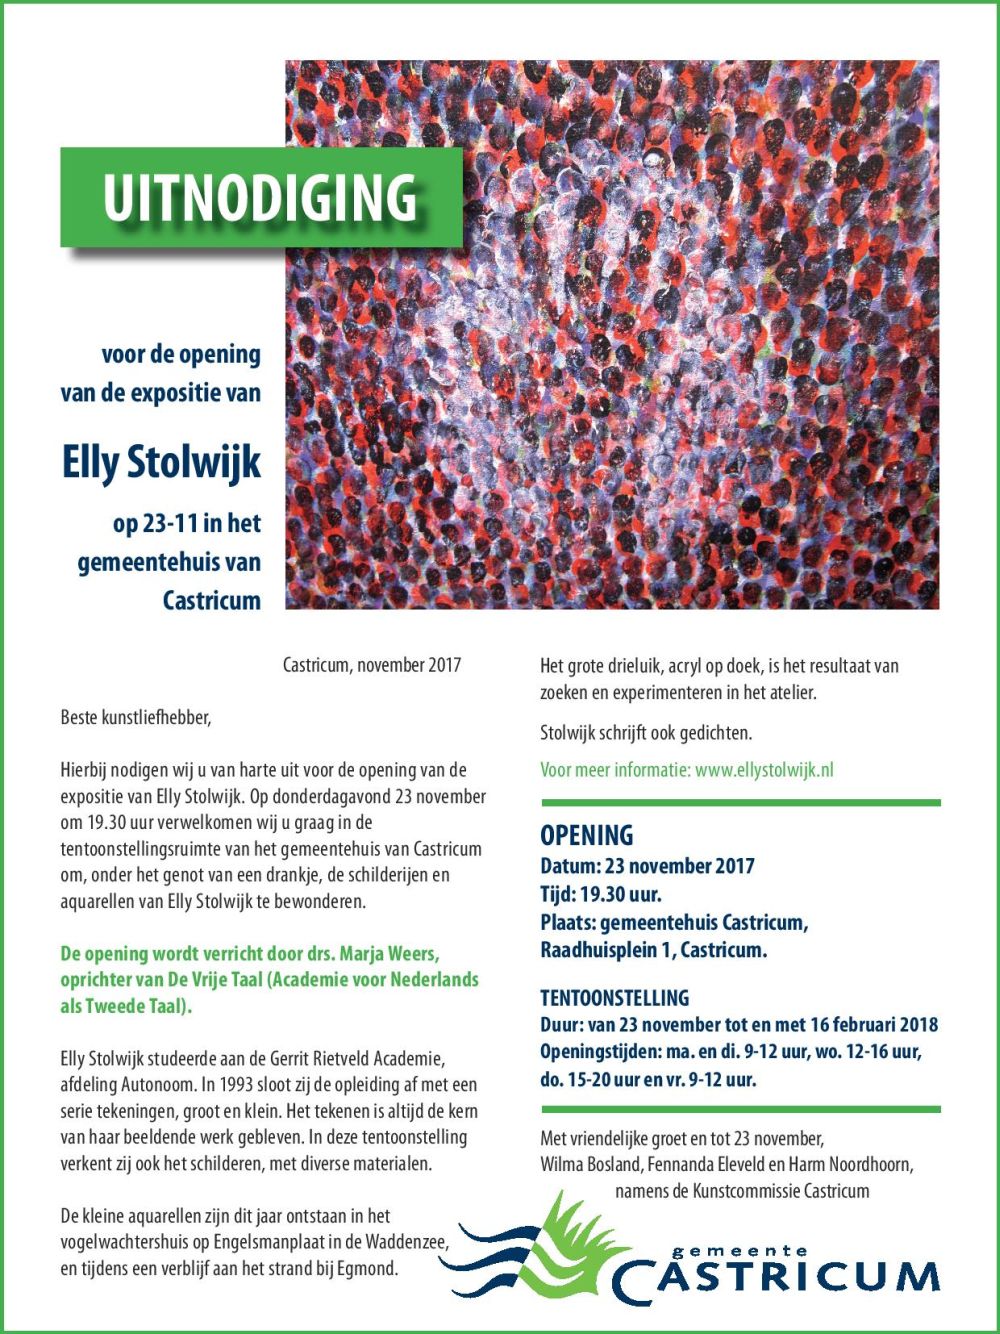 UITNODIGING
voor de opening
van de expositie van
Elly Stolwijk
op 23-11 in het
gemeentehuis van
Castricum
Castricum, november 2017
Beste kunstliefhebber,
Hierbij nodigen wij u van harte uit voor de opening van de
expositie van Elly Stolwijk. Op donderdagavond 23 november
om 19.30 uur verwelkomen wij u graag in de
tentoonstellingsruimte van het gemeentehuis van Castricum
om, onder het genot van een drankje, de schilderijen en
aquarellen van Elly Stolwijk te bewonderen.
De opening wordt verricht door drs. Marja Weers,
oprichter van De Vrije Taal (Academie voor Nederlands
als Tweede Taal).
Elly Stolwijk studeerde aan de Gerrit Rietveld Academie,
afdeling Autonoom. In 1993 sloot zij de opleiding af met een
serie tekeningen, groot en klein. Het tekenen is altijd de kern
van haar beeldende werk gebleven. In deze tentoonstelling
verkent zij ook het schilderen, met diverse materialen.
De kleine aquarellen zijn dit jaar ontstaan in het
vogelwachtershuis op Engelsmanplaat in de Waddenzee,
en tijdens een verblijf aan het strand bij Egmond.
Het grote drieluik, acryl op doek, is het resultaat van
zoeken en experimenteren in het atelier.
Stolwijk schrijft ook gedichten.
Voor meer informatie: www.ellystolwijk.nl
OPENING
Datum: 23 november 2017
Tijd: 19.30 uur.
Plaats: gemeentehuis Castricum,
Raadhuisplein 1, Castricum.
TENTOONSTELLING
Duur: van 23 november tot en met 16 februari 2018
Openingstijden: ma. en di. 9-12 uur, wo. 12-16 uur,
do. 15-20 uur en vr. 9-12 uur.
Met vriendelijke groet en tot 23 november,
Wilma Bosland, Fennanda Eleveld en Harm Noordhoorn,
namens de Kunstcommissie Castricum
gemeente
CASTRICUM